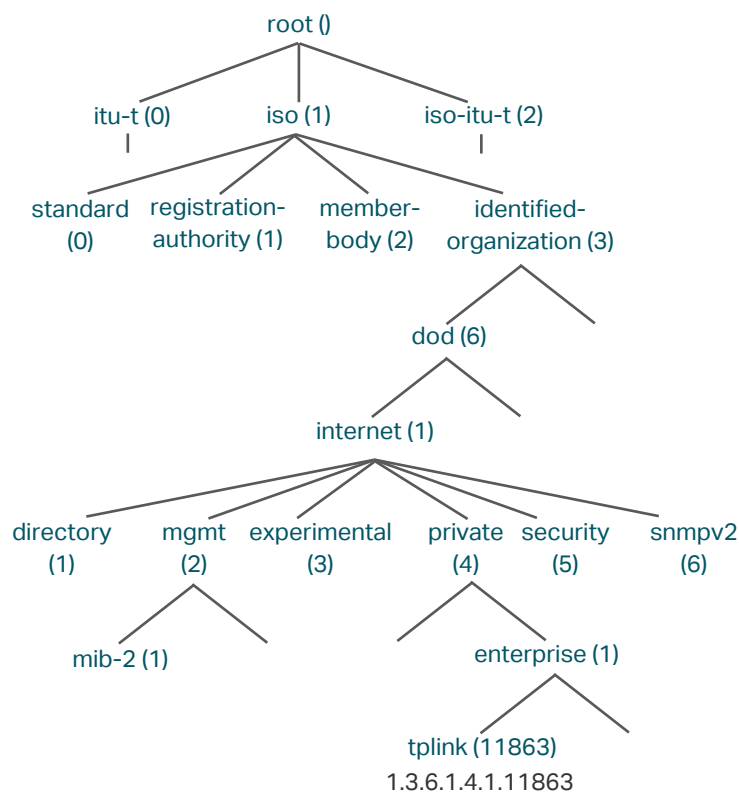 root ()
itu-t (0)
iso (1)
iso-itu-t (2)
standard
(0)
registration-
authority (1)
member-
body (2)
identified-
organization (3)
dod (6)
internet (1)
directory
(1)
mgmt
(2)
experimental
(3)
private
(4)
security
(5)
snmpv2
(6)
mib-2 (1)
enterprise (1)
tplink (11863)
1.3.6.1.4.1.11863